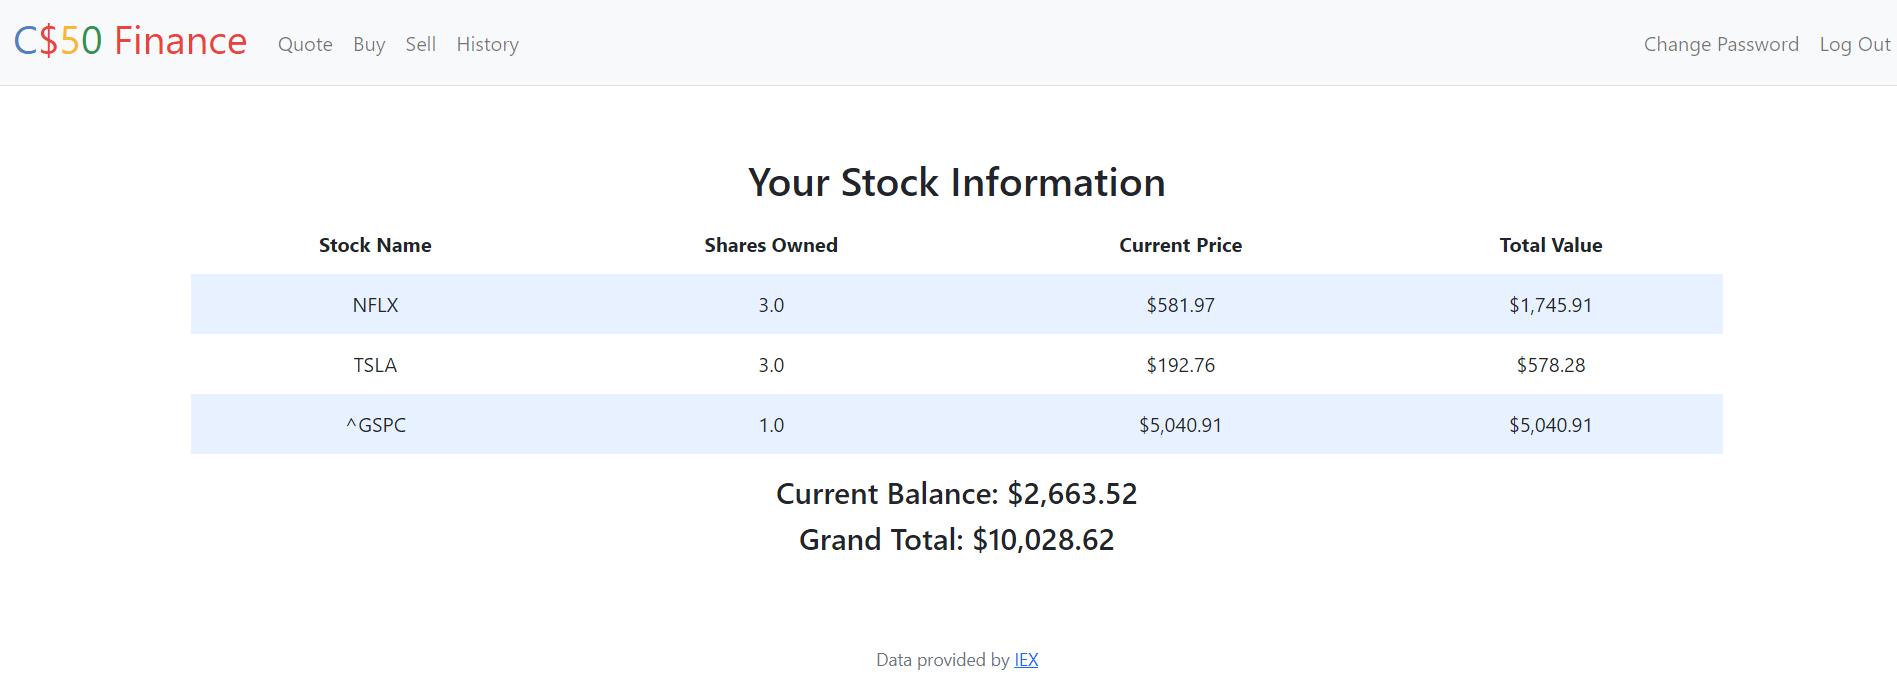 C$50 Finance Quote Buy Sell History Change Password Log Out
Your Stock Information
Stock Name Shares Owned Current Price Total Value
NFLX 3.0 $581.97 $1,745.91
TSLA 3.0 $192.76 $578.28
^GSPC 1.0 $5,040.91 $5,040.91
Current Balance: $2,663.52
Grand Total: $10,028.62
Data provided by IEX